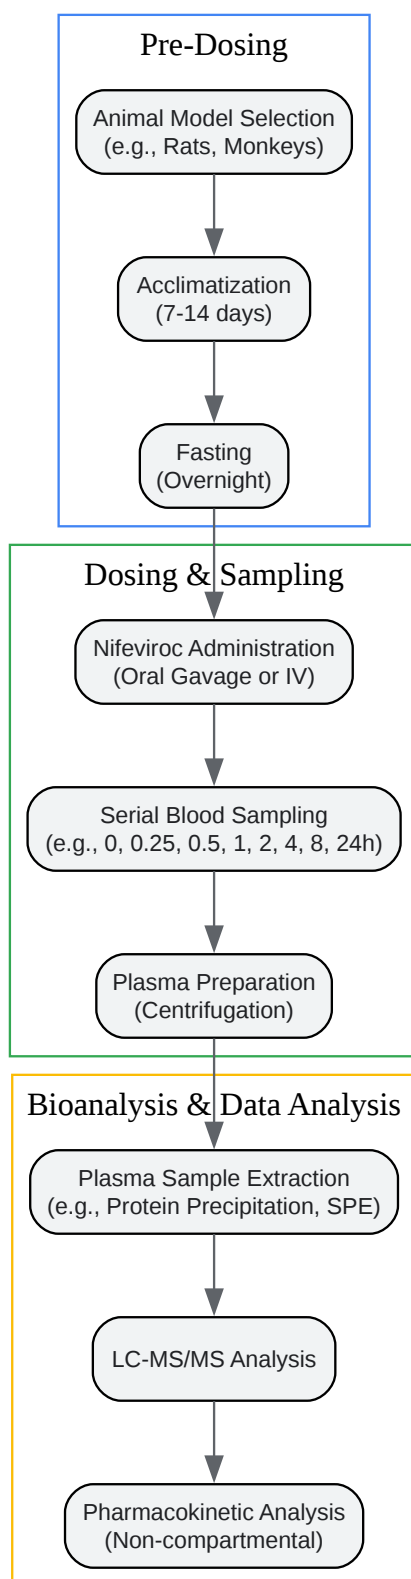 Pre-Dosing
Animal Model Selection
(e.g., Rats, Monkeys)
Acclimatization
(7-14 days)
Fasting
(Overnight)
Dosing & Sampling
Nifeviroc Administration
(Oral Gavage or IV)
Serial Blood Sampling
(e.g., 0, 0.25, 0.5, 1, 2, 4, 8, 24h)
Plasma Preparation
(Centrifugation)
Bioanalysis & Data Analysis
Plasma Sample Extraction
(e.g., Protein Precipitation, SPE)
LC-MS/MS Analysis
Pharmacokinetic Analysis
(Non-compartmental)